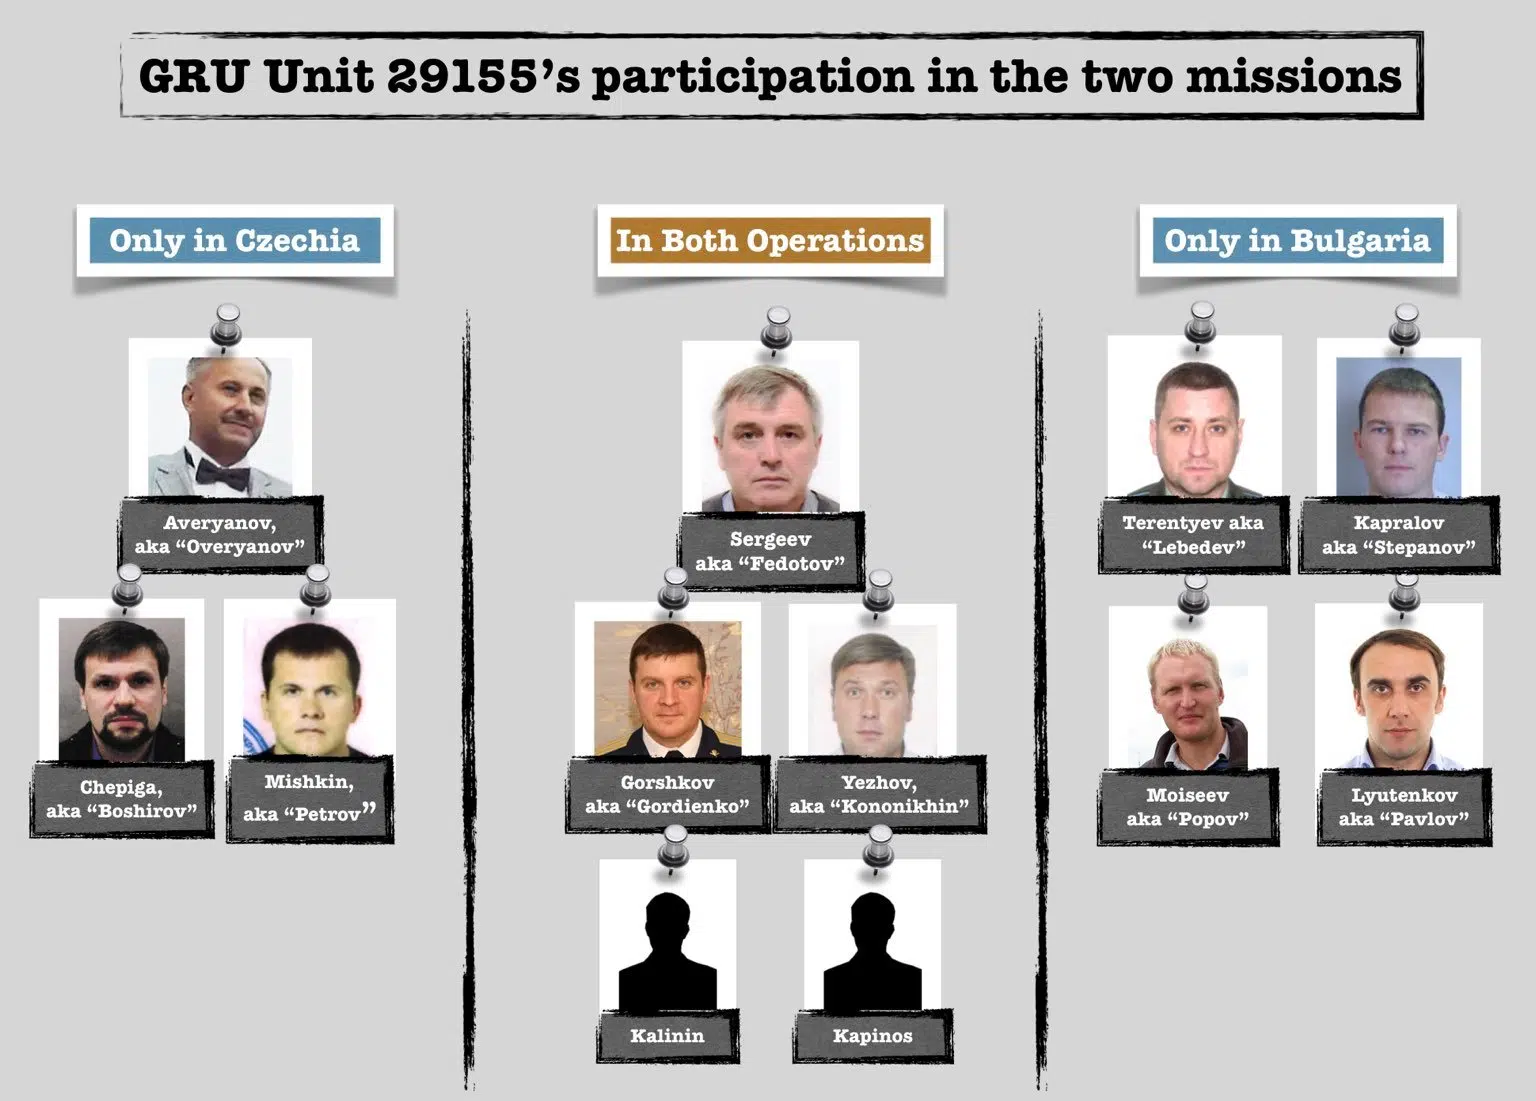 GRU Unit 29155’s participation in the two missions
Only in Czechia
Averyanov,
aka “Overyanov”
Chepiga,
aka “Boshirov”
Mishkin,
aka “Petrov”
In Both Operations
Sergeev
aka “Fedotov”
Gorshkov
aka “Gordienko”
Yezhov,
aka “Kononikhin”
Kalinin
Kapinos
Only in Bulgaria
Terentyev aka
“Lebedev”
Kapralov
aka “Stepanov”
Moiseev
aka “Popov”
Lyutenkov
aka “Pavlov”